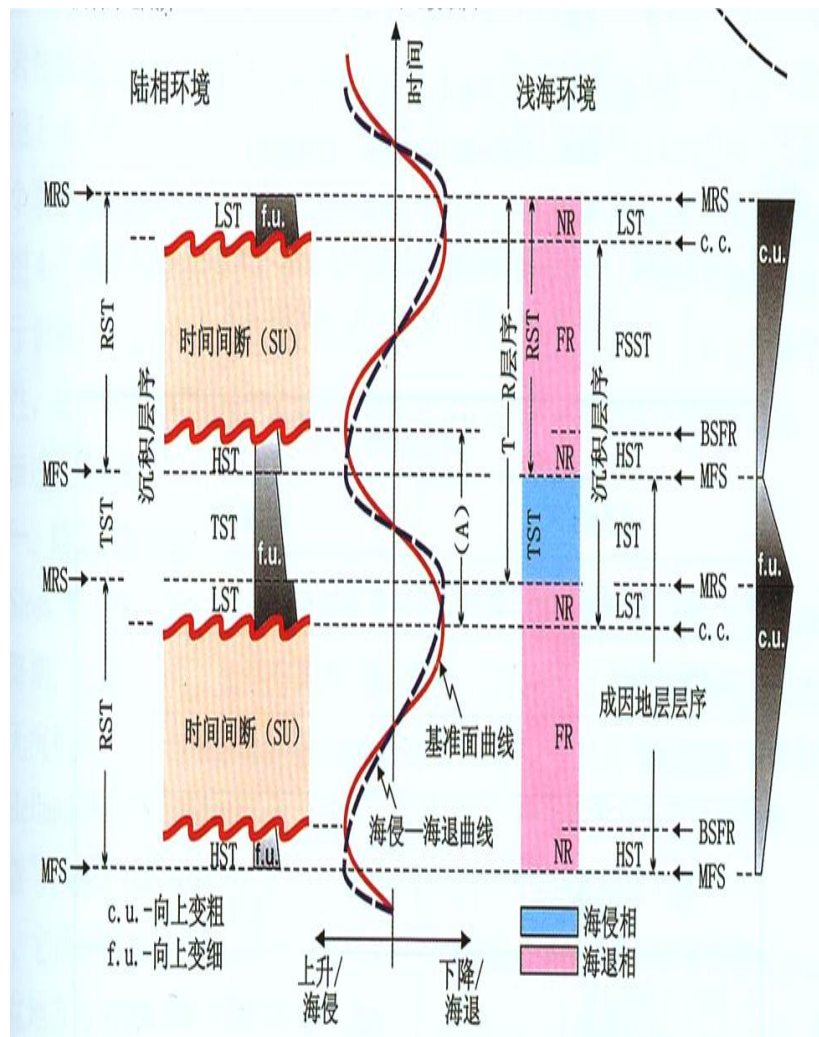 时间
陆相环境
浅海环境
MRS
LST
f.u.
NR
LST
MRS
c.c.
c.u.
RST
沉积层序
时间间断（SU）
T—R层序
RST
FR
沉积层序
FSST
BSFR
HST
NR
HST
MFS
MFS
TST
TST
f.u.
(A)
TST
TST
f.u.
MRS
MRS
LST
NR
LST
c.c.
c.u.
RST
时间间断（SU）
基准面曲线
FR
成因地层层序
海侵—海退曲线
BSFR
HST
f.u.
NR
HST
MFS
MFS
c.u.-向上变粗
f.u.-向上变细
上升/
海侵
下降/
海退
海侵相
海退相